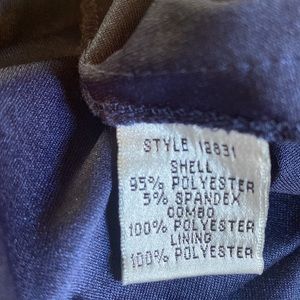 STYLE 12831
SHELL
95% POLYESTER
5% SPANDEX
COMBO
100% POLYESTER
LINING
100% POLYESTER